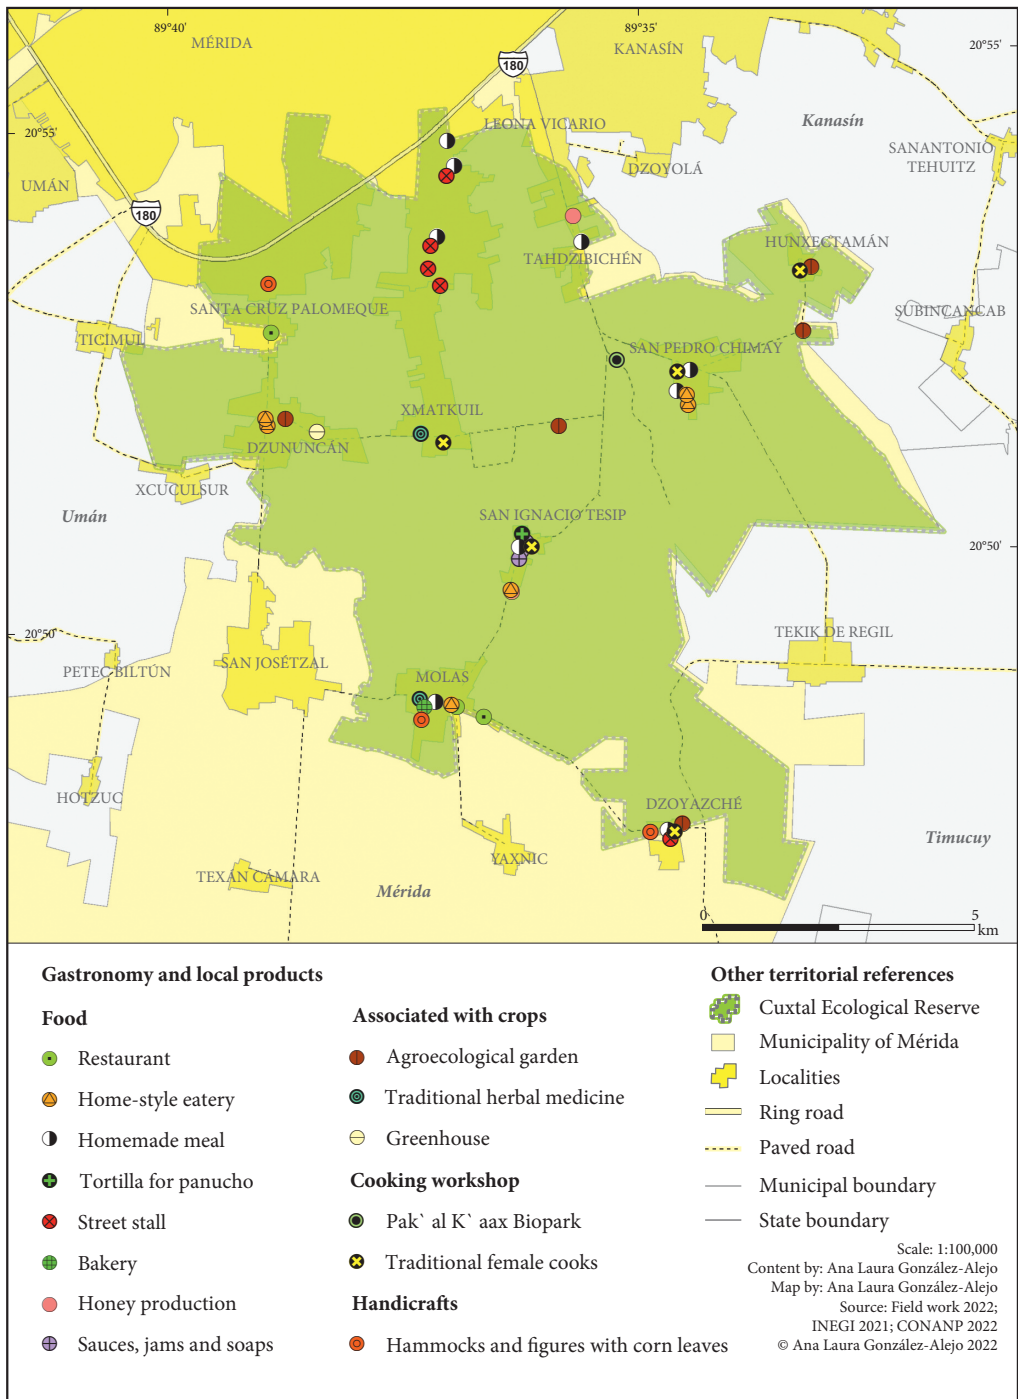 89°40'
89°35'
MÉRIDA
KANASÍN
20°55'
180
LEONA VICARIO
Kanasín
20°55'
SANANTONIO
TEHUITZ
DZOYOLÁ
UMÁN
180
HUNXECTAMÁN
TAHDZIBICHÉN
SANTA CRUZ PALOMEQUE
SUBINCANCAB
TICIMUL
SAN PEDRO CHIMAY
XMATKUIL
DZUNUNCÁN
XCUCULSUR
Umán
SAN IGNACIO TESIP
20°50'
20°50'
TEKIK DE REGIL
PETEC BILTÚN
SAN JOSÉTZAL
MOLAS
HOTZUC
DZOYAZCHÉ
Timucuy
YAXNIC
TEXÁN CÁMARA
Mérida
0 5
km
Gastronomy and local products
Food
Restaurant
Home-style eatery
Homemade meal
Tortilla for panucho
Street stall
Bakery
Honey production
Sauces, jams and soaps
Associated with crops
Agroecological garden
Traditional herbal medicine
Greenhouse
Cooking workshop
Pak` al K` aax Biopark
Traditional female cooks
Handicrafts
Hammocks and figures with corn leaves
Other territorial references
Cuxtal Ecological Reserve
Municipality of Mérida
Localities
Ring road
Paved road
Municipal boundary
State boundary
Scale: 1:100,000
Content by: Ana Laura González-Alejo
Map by: Ana Laura González-Alejo
Source: Field work 2022;
INEGI 2021; CONANP 2022
© Ana Laura González-Alejo 2022